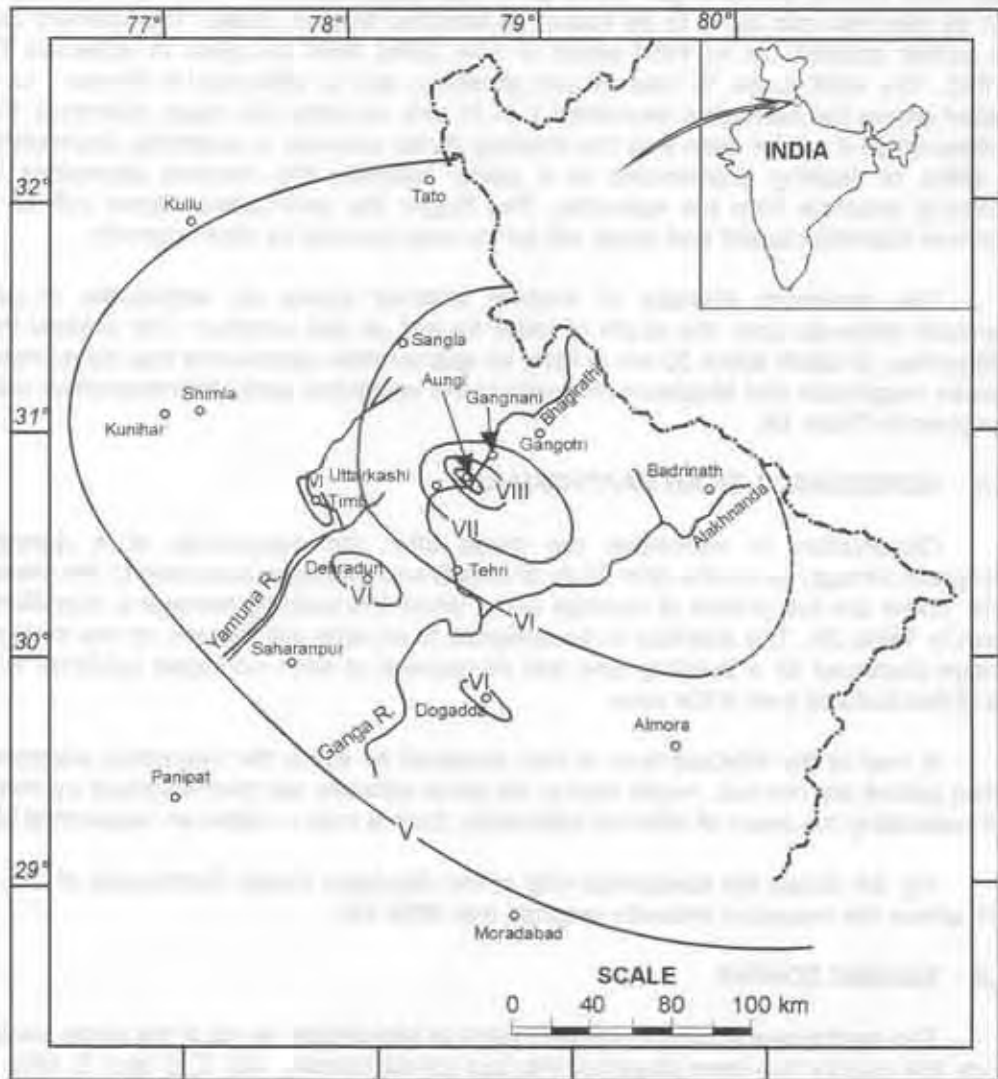 77° 78° 79° 80°
INDIA
32°
Tato
Kullu
Sangla
Aungi
Gangnani
Bhagirathi
Shimla
Kunihar
31°
Gangotri
Badrinath
Uttarkashi
VI
Timli
VIII
Alakhnanda
VII
Dehradun
Tehri
VI
VI
Yamuna R.
30°
Saharanpur
VI
Dogadda
Ganga R.
Almora
Panipat
V
29°
Moradabad
SCALE
0 40 80 100 km